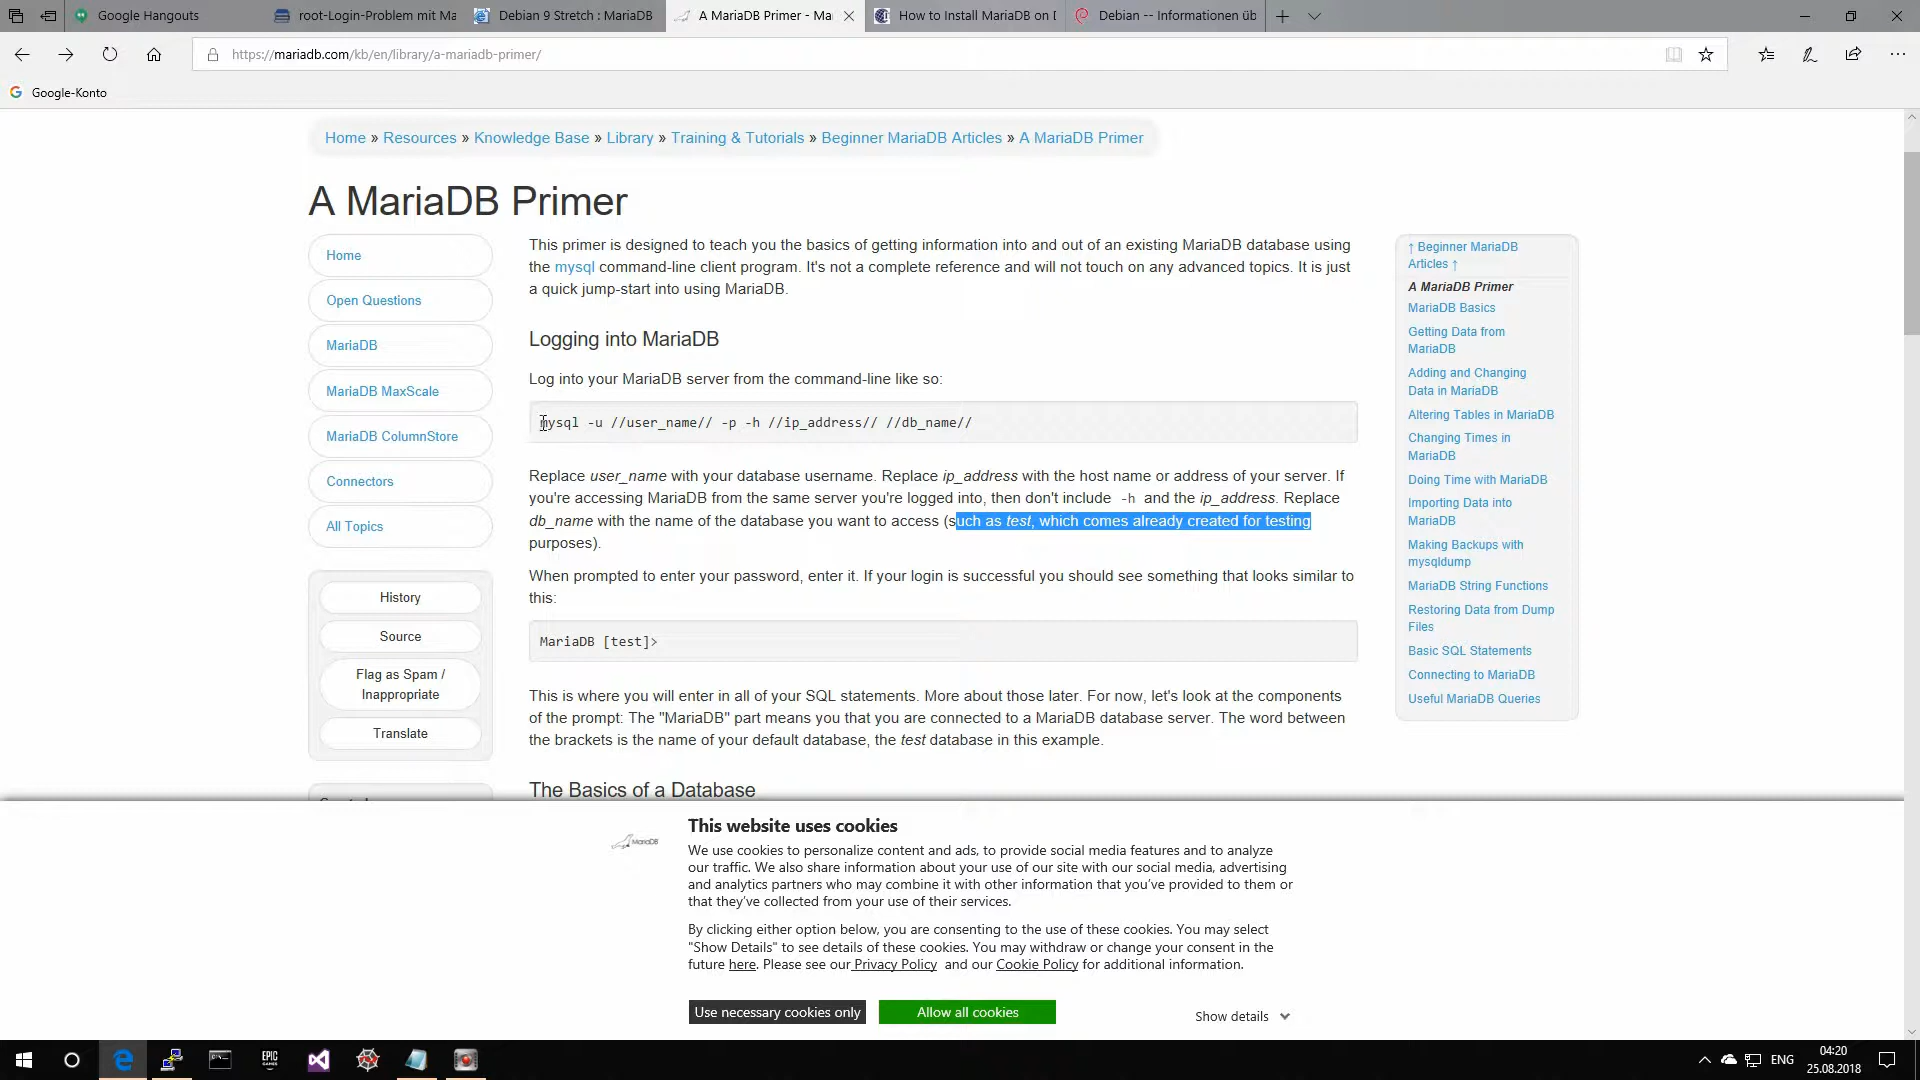 Google Hangouts
root-Login-Problem mit Ma
Debian 9 Stretch : MariaDB
A MariaDB Primer - Ma
How to Install MariaDB on D
Debian -- Informationen üb
https://mariadb.com/kb/en/library/a-mariadb-primer/
Google-Konto
Home » Resources » Knowledge Base » Library » Training & Tutorials » Beginner MariaDB Articles » A MariaDB Primer
A MariaDB Primer
Home
Open Questions
MariaDB
MariaDB MaxScale
MariaDB ColumnStore
Connectors
All Topics
History
Source
Flag as Spam /
Inappropriate
Translate
This primer is designed to teach you the basics of getting information into and out of an existing MariaDB database using
the mysql command-line client program. It's not a complete reference and will not touch on any advanced topics. It is just
a quick jump-start into using MariaDB.
Logging into MariaDB
Log into your MariaDB server from the command-line like so:
mysql -u //user_name// -p -h //ip_address// //db_name//
Replace user_name with your database username. Replace ip_address with the host name or address of your server. If
you're accessing MariaDB from the same server you're logged into, then don't include -h and the ip_address. Replace
db_name with the name of the database you want to access (such as test, which comes already created for testing
purposes).
When prompted to enter your password, enter it. If your login is successful you should see something that looks similar to
this:
MariaDB [test]>
This is where you will enter in all of your SQL statements. More about those later. For now, let's look at the components
of the prompt: The "MariaDB" part means you that you are connected to a MariaDB database server. The word between
the brackets is the name of your default database, the test database in this example.
The Basics of a Database
↑ Beginner MariaDB
Articles ↑
A MariaDB Primer
MariaDB Basics
Getting Data from
MariaDB
Adding and Changing
Data in MariaDB
Altering Tables in MariaDB
Changing Times in
MariaDB
Doing Time with MariaDB
Importing Data into
MariaDB
Making Backups with
mysqldump
MariaDB String Functions
Restoring Data from Dump
Files
Basic SQL Statements
Connecting to MariaDB
Useful MariaDB Queries
MariaDB
This website uses cookies
We use cookies to personalize content and ads, to provide social media features and to analyze
our traffic. We also share information about your use of our site with our social media, advertising
and analytics partners who may combine it with other information that you've provided to them or
that they've collected from your use of their services.
By clicking either option below, you are consenting to the use of these cookies. You may select
"Show Details" to see details of these cookies. You may withdraw or change your consent in the
future here. Please see our Privacy Policy and our Cookie Policy for additional information.
Use necessary cookies only
Allow all cookies
Show details
EPIC
GAMES
ENG
04:20
25.08.2018